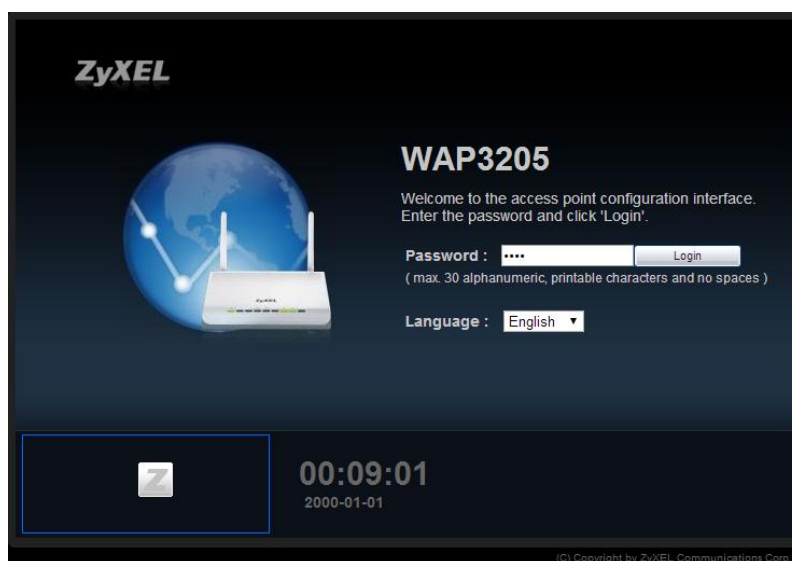 ZyXEL
WAP3205
Welcome to the access point configuration interface.
Enter the password and click 'Login'.
Password : •••• Login
( max. 30 alphanumeric, printable characters and no spaces )
Language : English ▼
ZyXEL
Z
00:09:01
2000-01-01
(C) Copyright by ZyXEL Communications Corp.